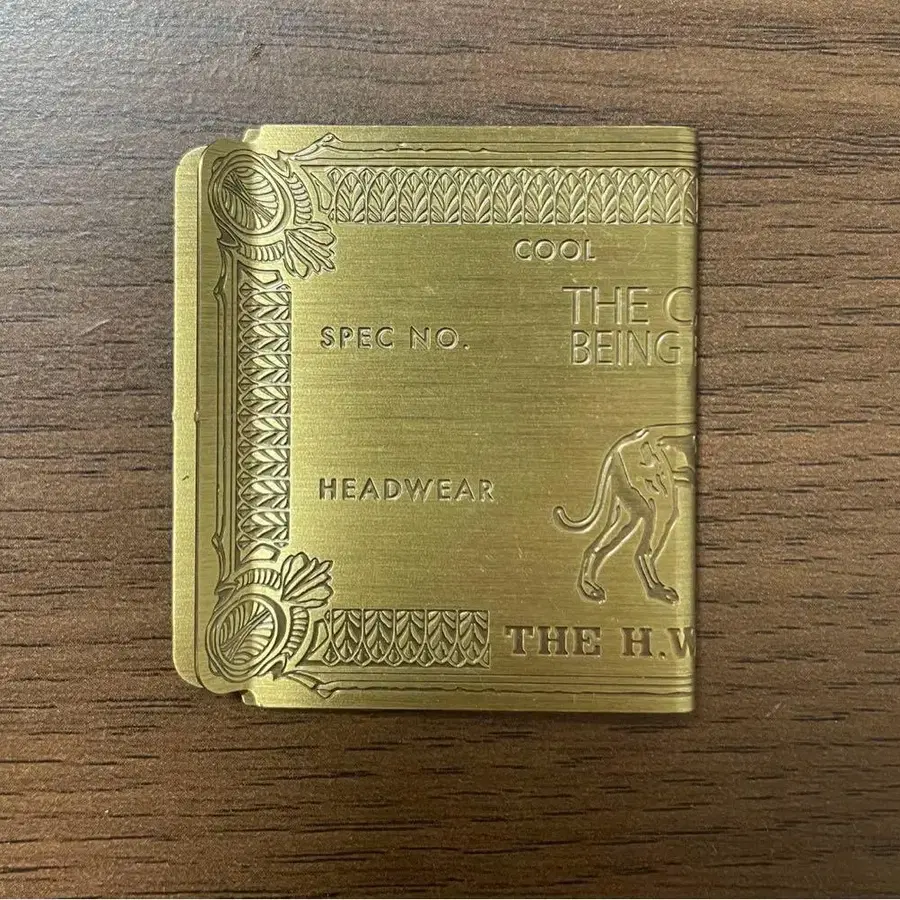 COOL
THE
BEING
SPEC NO.
HEADWEAR
THE H.W